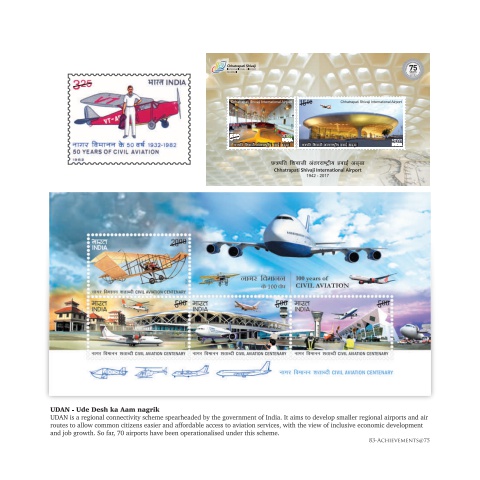 3.25 भारत INDIA
VT-A
नागर विमानन के 50 वर्ष 1932-1982
50 YEARS OF CIVIL AVIATION
1982
Chhatrapati Shivaji
75
Chhatrapati Shivaji International Airport
छत्रपति शिवाजी अंतरराष्ट्रीय हवाई अड्डा
Chhatrapati Shivaji International Airport
1942 - 2017
भारत
INDIA
नागर विमानन शताब्दी CIVIL AVIATION CENTENARY
नागर विमानन
के 100 वर्ष
100 years of
CIVIL AVIATION
भारत
INDIA
500
नागर विमानन शताब्दी CIVIL AVIATION CENTENARY
भारत
INDIA
500
नागर विमानन शताब्दी CIVIL AVIATION CENTENARY
भारत
INDIA
500
नागर विमानन शताब्दी CIVIL AVIATION CENTENARY
नागर विमानन शताब्दी CIVIL AVIATION CENTENARY
UDAN - Ude Desh ka Aam nagrik
UDAN is a regional connectivity scheme spearheaded by the government of India. It aims to develop smaller regional airports and air
routes to allow common citizens easier and affordable access to aviation services, with the view of inclusive economic development
and job growth. So far, 70 airports have been operationalised under this scheme.
83-ACHIEVEMENTS@75